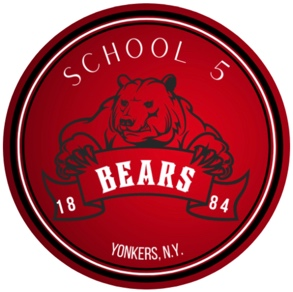 SCHOOL 5
BEARS
18 84
YONKERS, N.Y.